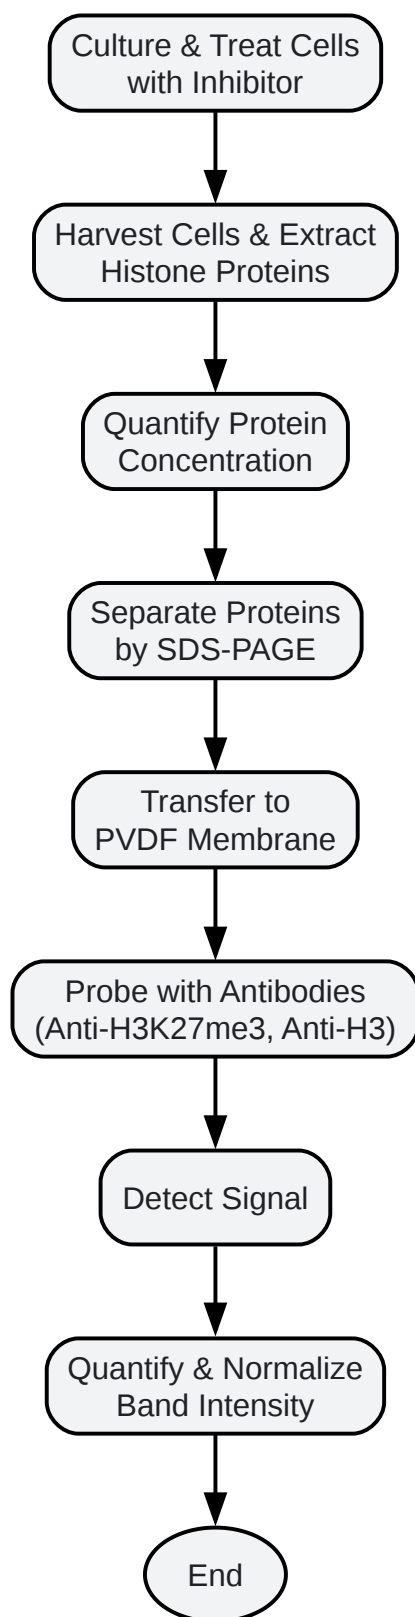 Culture & Treat Cells
with Inhibitor
Harvest Cells & Extract
Histone Proteins
Quantify Protein
Concentration
Separate Proteins
by SDS-PAGE
Transfer to
PVDF Membrane
Probe with Antibodies
(Anti-H3K27me3, Anti-H3)
Detect Signal
Quantify & Normalize
Band Intensity
End